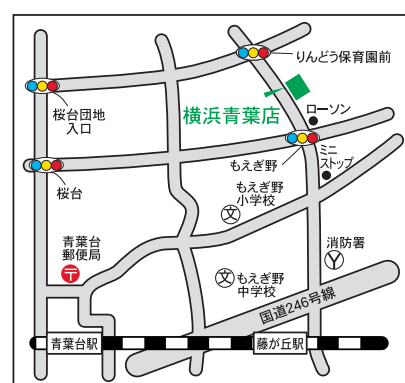 りんどう保育園前
桜台団地
入口
横浜青葉店
ローソン
もえぎ野
ミニ
ストップ
桜台
もえぎ野
小学校
文
青葉台
郵便局
〒
消防署
文
もえぎ野
中学校
国道246号線
青葉台駅
藤が丘駅